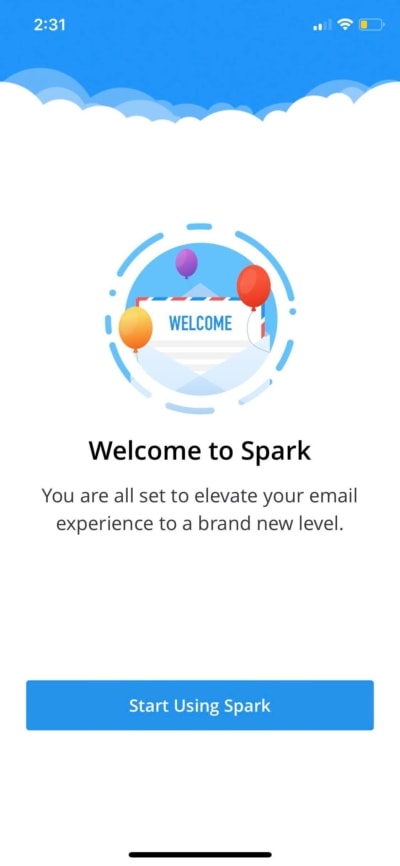 2:31
WELCOME
Welcome to Spark
You are all set to elevate your email
experience to a brand new level.
Start Using Spark